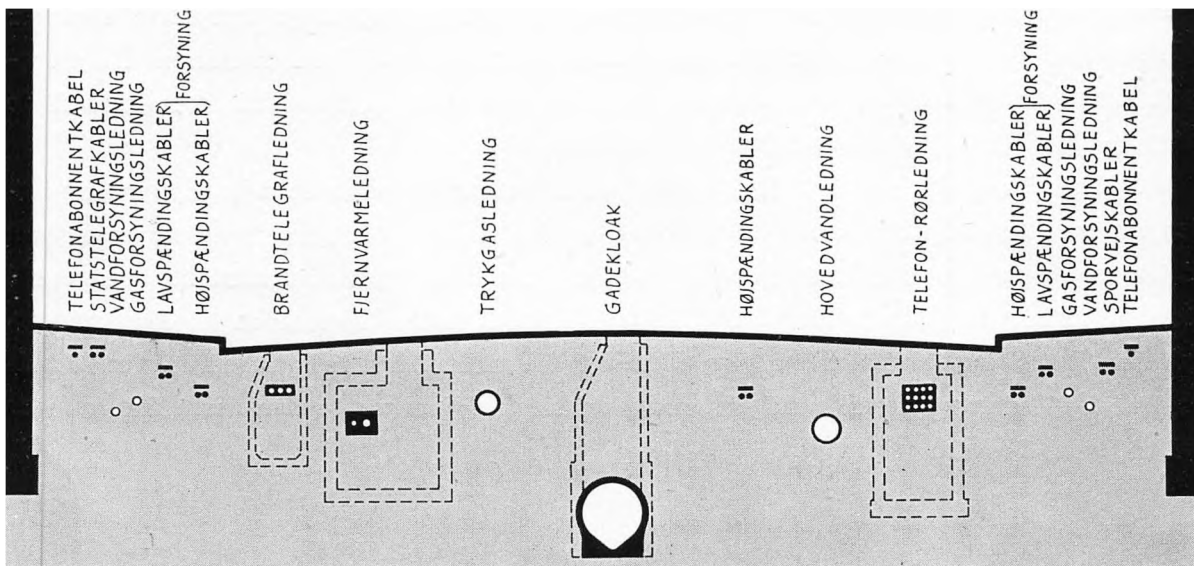 TELEFONABONNENTKABEL
STATSTELEGRAFKABLER
VANDFORSYNINGSLEDNING
GASFORSYNINGSLEDNING
LAVSPÆNDINGSKABLER
HØJSPÆNDINGSKABLER
FORSYNING
BRANDTELEGRAFLEDNING
FJERNVARMELEDNING
TRYKGASLEDNING
GADEKLOAK
HØJSPÆNDINGSKABLER
HOVEDVANDLEDNING
TELEFON-RØRLEDNING
HØJSPÆNDINGSKABLER
LAVSPÆNDINGSKABLER
FORSYNING
GASFORSYNINGSLEDNING
VANDFORSYNINGSLEDNING
SPORVEJSKABLER
TELEFONABONNENTKABEL